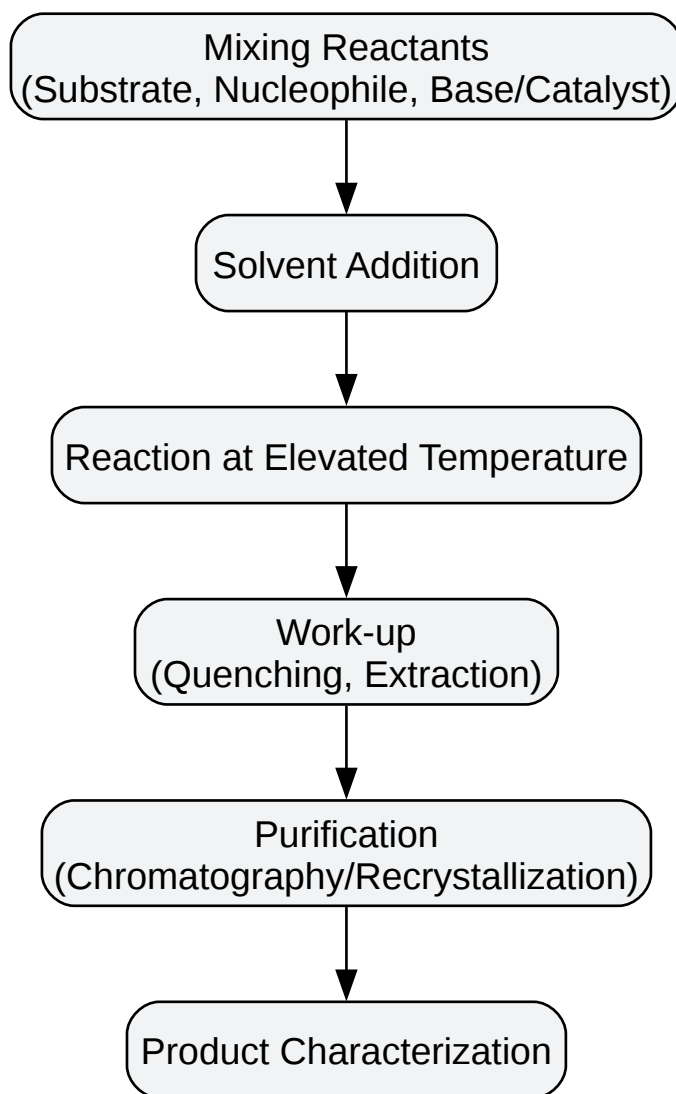 Mixing Reactants
(Substrate, Nucleophile, Base/Catalyst)
Solvent Addition
Reaction at Elevated Temperature
Work-up
(Quenching, Extraction)
Purification
(Chromatography/Recrystallization)
Product Characterization